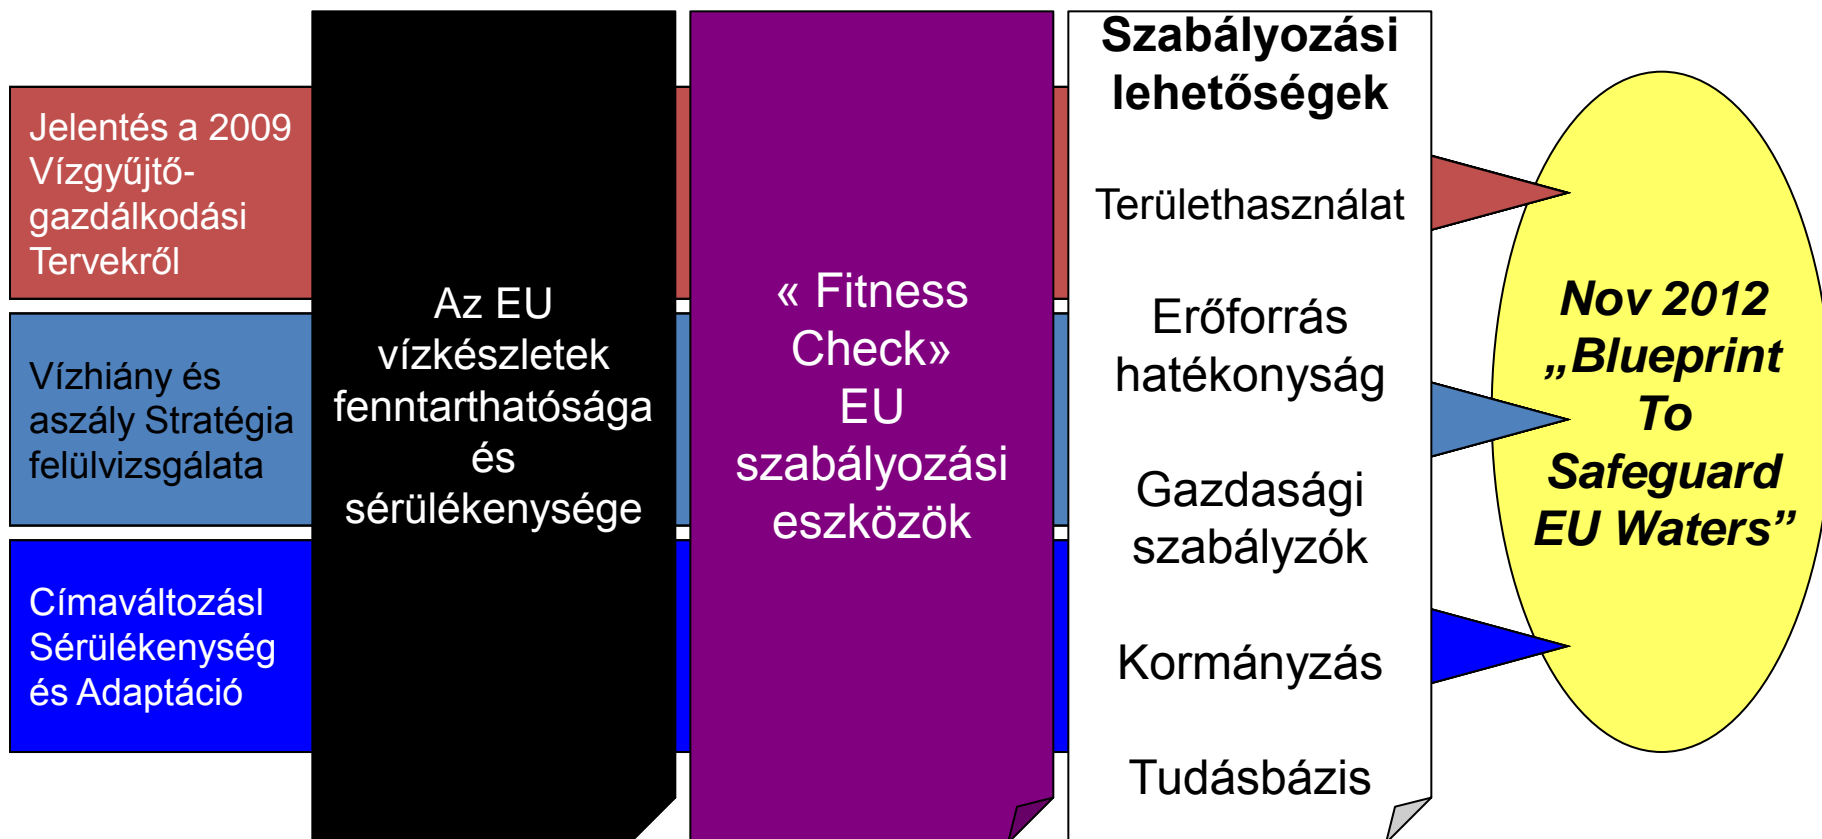 Jelentés a 2009
Vízgyűjtő-
gazdálkodási
Tervekről
Vízhiány és
aszály Stratégia
felülvizsgálata
Címaváltozásl
Sérülékenység
és Adaptáció
Az EU
vízkészletek
fenntarthatósága
és
sérülékenysége
« Fitness
Check»
EU
szabályozási
eszközök
Szabályozási
lehetőségek
Területhasználat
Erőforrás
hatékonyság
Gazdasági
szabályzók
Kormányzás
Tudásbázis
Nov 2012
„Blueprint
To
Safeguard
EU Waters”